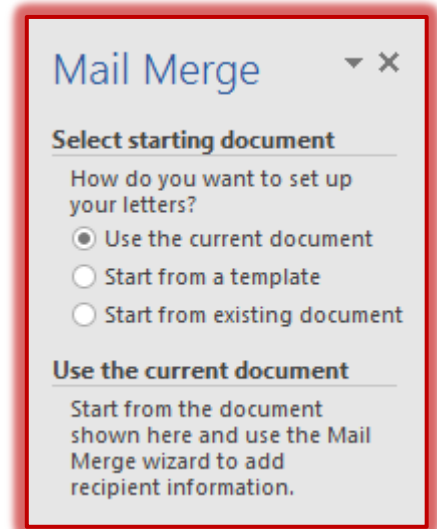 Mail Merge
Select starting document
How do you want to set up
your letters?
Use the current document
Start from a template
Start from existing document
Use the current document
Start from the document
shown here and use the Mail
Merge wizard to add
recipient information.